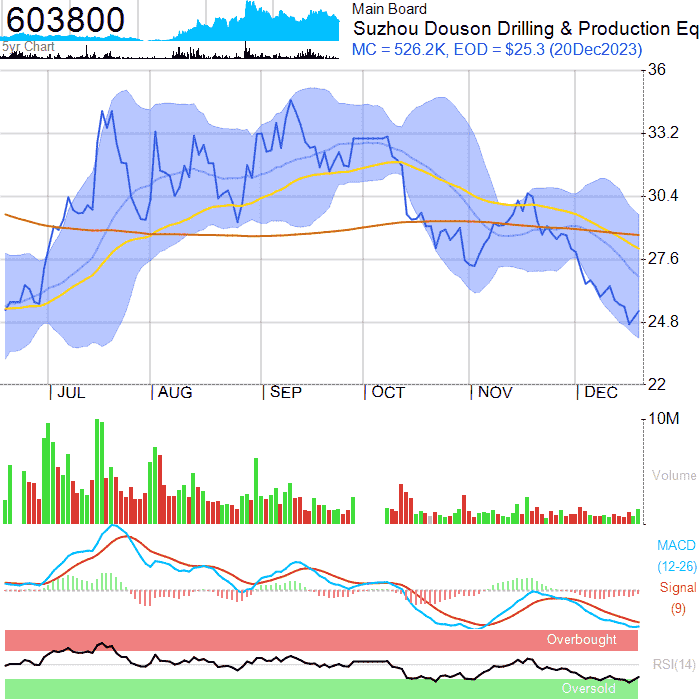 603800
5yr Chart
Main Board
Suzhou Douson Drilling & Production Eq
MC = 526.2K, EOD = $25.3 (20Dec2023)
36
33.2
30.4
27.6
24.8
22
JUL AUG SEP OCT NOV DEC
10M
Volume
MACD
(12-26)
Signal
(9)
Overbought
RSI(14)
Oversold